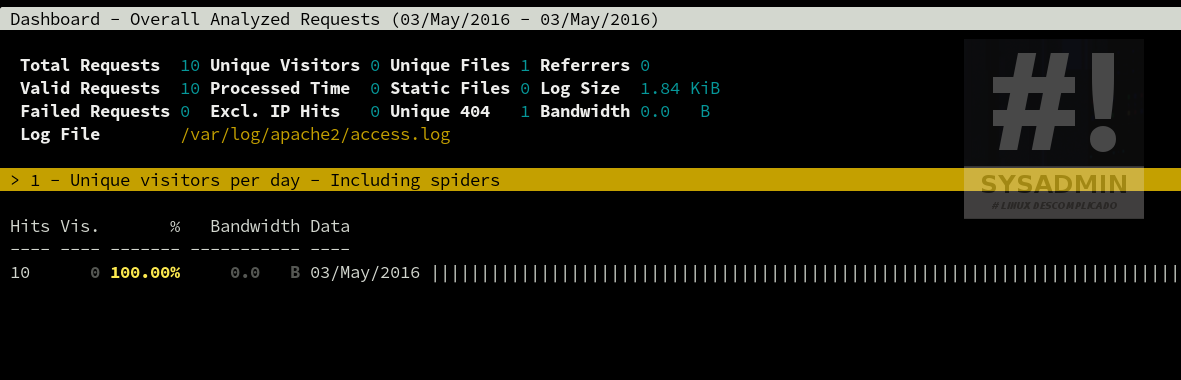 Dashboard - Overall Analyzed Requests (03/May/2016 - 03/May/2016)
Total Requests 10 Unique Visitors 0 Unique Files 1 Referrers 0
Valid Requests 10 Processed Time 0 Static Files 0 Log Size 1.84 KiB
Failed Requests 0 Excl. IP Hits 0 Unique 404 1 Bandwidth 0.0 B
Log File /var/log/apache2/access.log
#!
SYSADMIN
# LINUX DESCOMPLICADO
> 1 - Unique visitors per day - Including spiders
Hits Vis. % Bandwidth Data
---- ---- ------- ----------- ----
10 0 100.00% 0.0 B 03/May/2016 |||||||||||||||||||||||||||||||||||||||||||||||||||||||||||||||||||||||||||